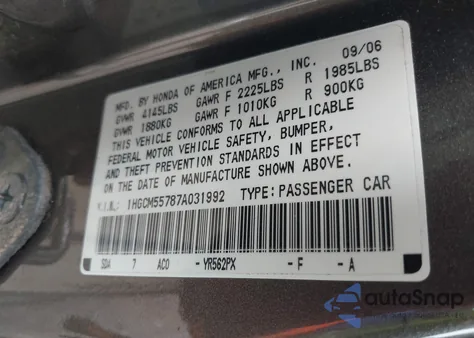 09/06
MFD. BY HONDA OF AMERICA MFG., INC.
GVWR 4145LBS GAWR F 2225LBS R 1985LBS
GVWR 1880KG GAWR F 1010KG R 900KG
THIS VEHICLE CONFORMS TO ALL APPLICABLE
FEDERAL MOTOR VEHICLE SAFETY, BUMPER,
AND THEFT PREVENTION STANDARDS IN EFFECT
ON THE DATE OF MANUFACTURE SHOWN ABOVE.
V.I.N.: 1HGCM55787A031992 TYPE:PASSENGER CAR
SDA 7 AC0 -YR562PX -F -A
autoSnap